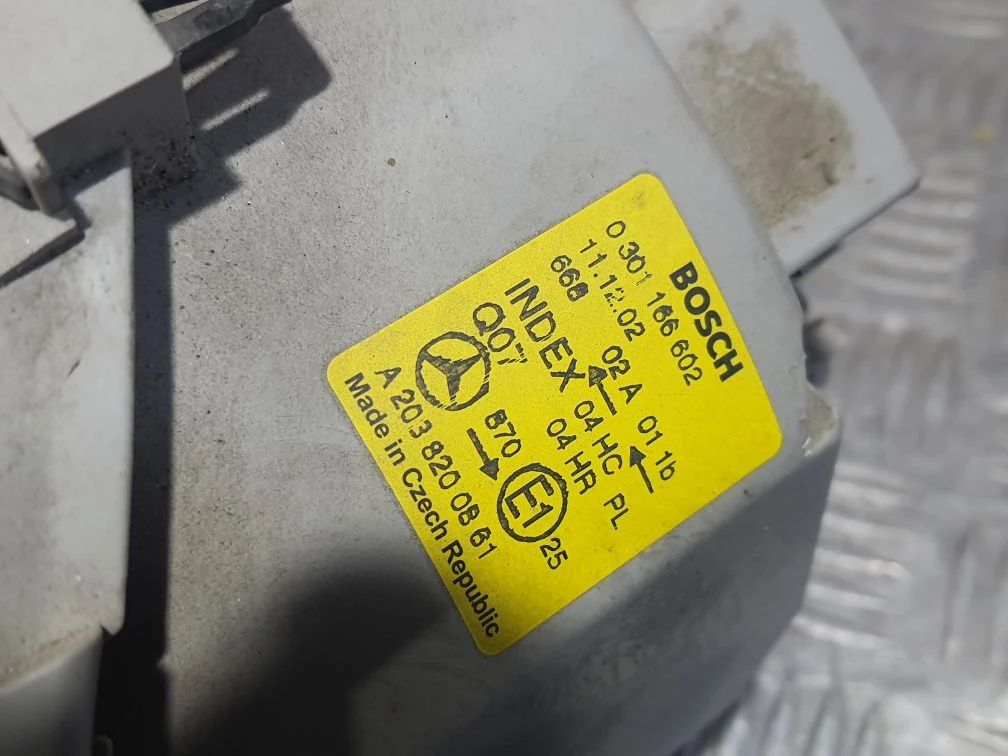 BOSCH
0 301 166 602
11.12.02 02 A 01 1b
668
INDEX 04 HC PL
Q07 04 HR
870
E1 25
A 203 820 08 61
Made in Czech Republic